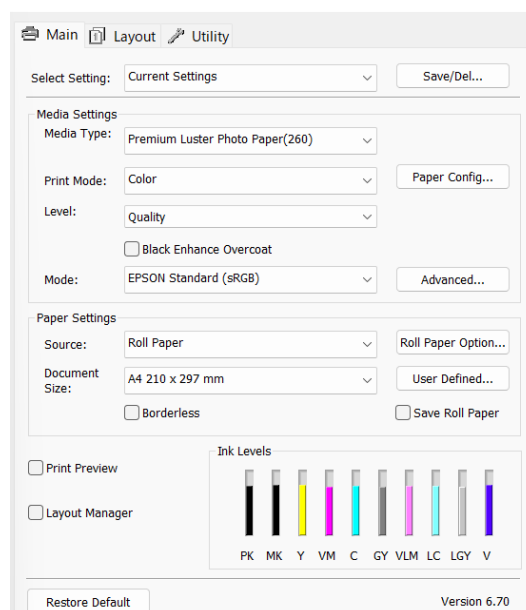 Main Layout Utility
Select Setting: Current Settings Save/Del...
Media Settings
Media Type: Premium Luster Photo Paper(260)
Print Mode: Color Paper Config...
Level: Quality
Black Enhance Overcoat
Mode: EPSON Standard (sRGB) Advanced...
Paper Settings
Source: Roll Paper Roll Paper Option...
Document
Size: A4 210 x 297 mm User Defined...
Borderless Save Roll Paper
Ink Levels
Print Preview
Layout Manager
PK MK Y VM C GY VLM LC LGY V
Restore Default Version 6.70